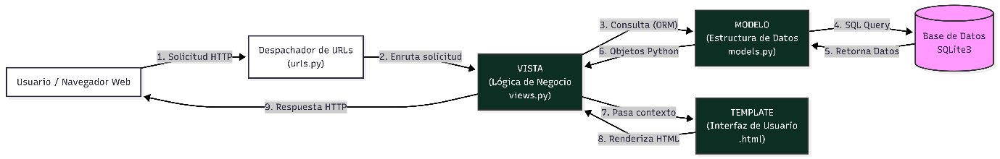 Usuario / Navegador Web
1. Solicitud HTTP
Despachador de URLs
(urls.py)
2. Enruta solicitud
VISTA
(Lógica de Negocio
views.py)
3. Consulta (ORM)
MODELO
(Estructura de Datos
models.py)
4. SQL Query
Base de Datos
SQLite3
5. Retorna Datos
6. Objetos Python
7. Pasa contexto
TEMPLATE
(Interfaz de Usuario
.html)
8. Renderiza HTML
9. Respuesta HTTP